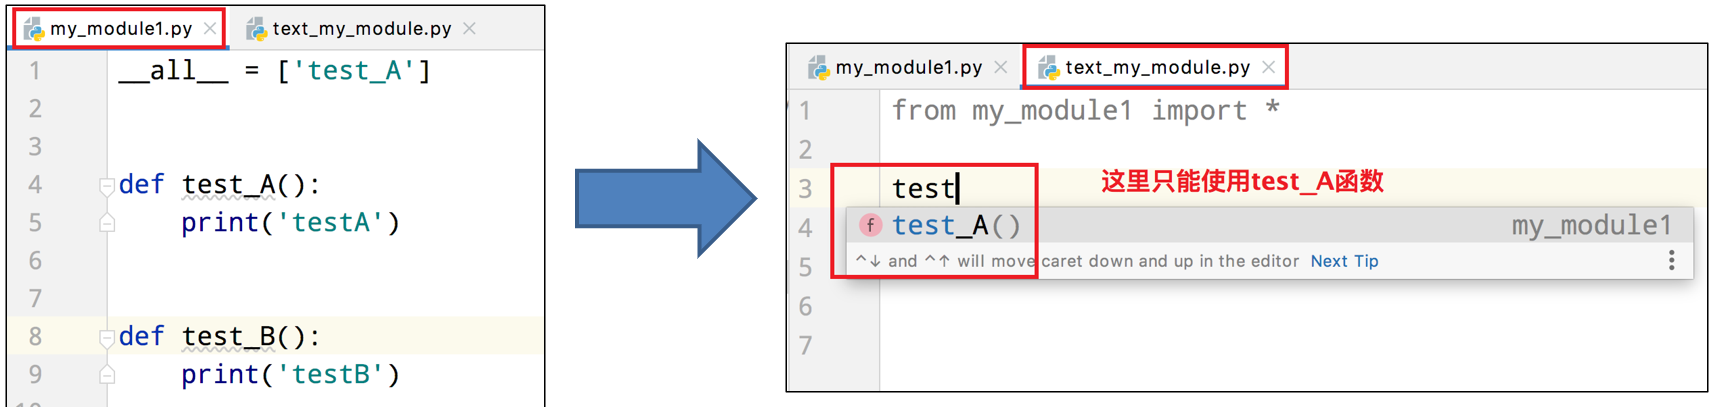 my_module1.py
text_my_module.py
1 __all__ = ['test_A']
2
3
4 def test_A():
5     print('testA')
6
7
8 def test_B():
9     print('testB')
my_module1.py
text_my_module.py
1 from my_module1 import *
2
3 test
这里只能使用test_A函数
4
f test_A() my_module1
5
^↓ and ^↑ will move caret down and up in the editor Next Tip
6
7